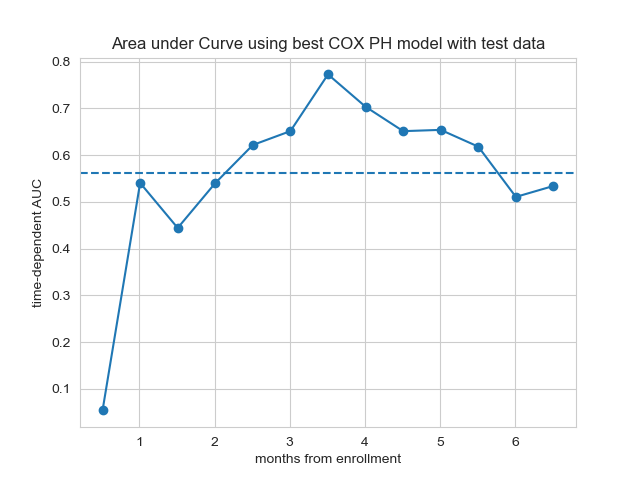 Area under Curve using best COX PH model with test data
0.8
0.7
0.6
0.5
0.4
0.3
0.2
0.1
time-dependent AUC
1 2 3 4 5 6
months from enrollment